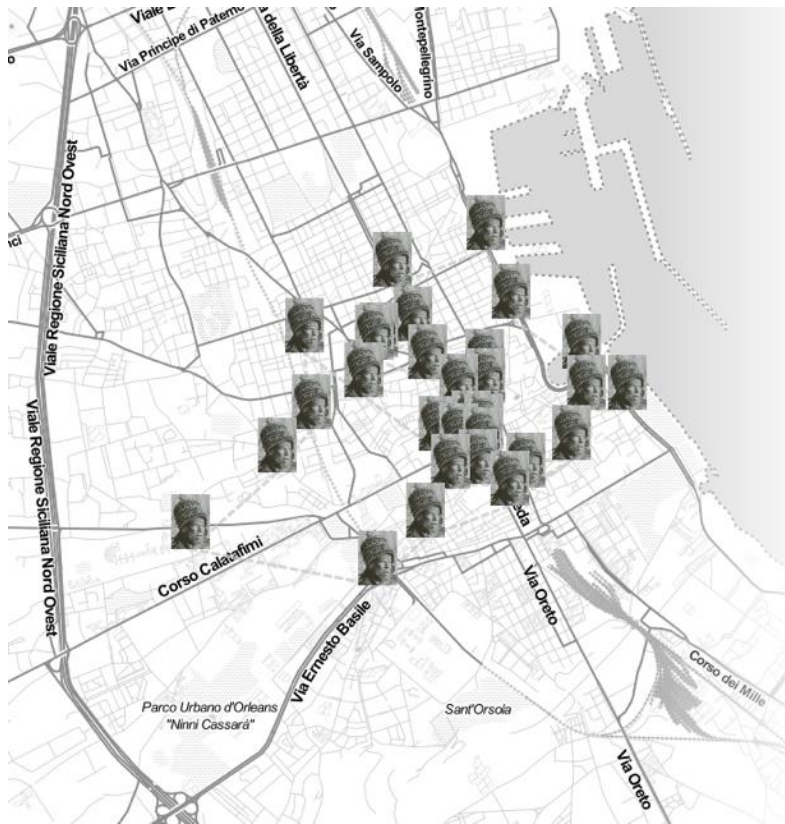 Via Principe di Paterno
della Libertà
Via Sampolo
Montepellegrino
Viale Regione Siciliana Nord Ovest
Viale Regione Siciliana Nord Ovest
Corso Calatafimi
Via Oreto
Via Ernesto Basile
Corso dei Mille
Parco Urbano d'Orleans
"Ninni Cassarà"
Sant'Orsola
Via Oreto